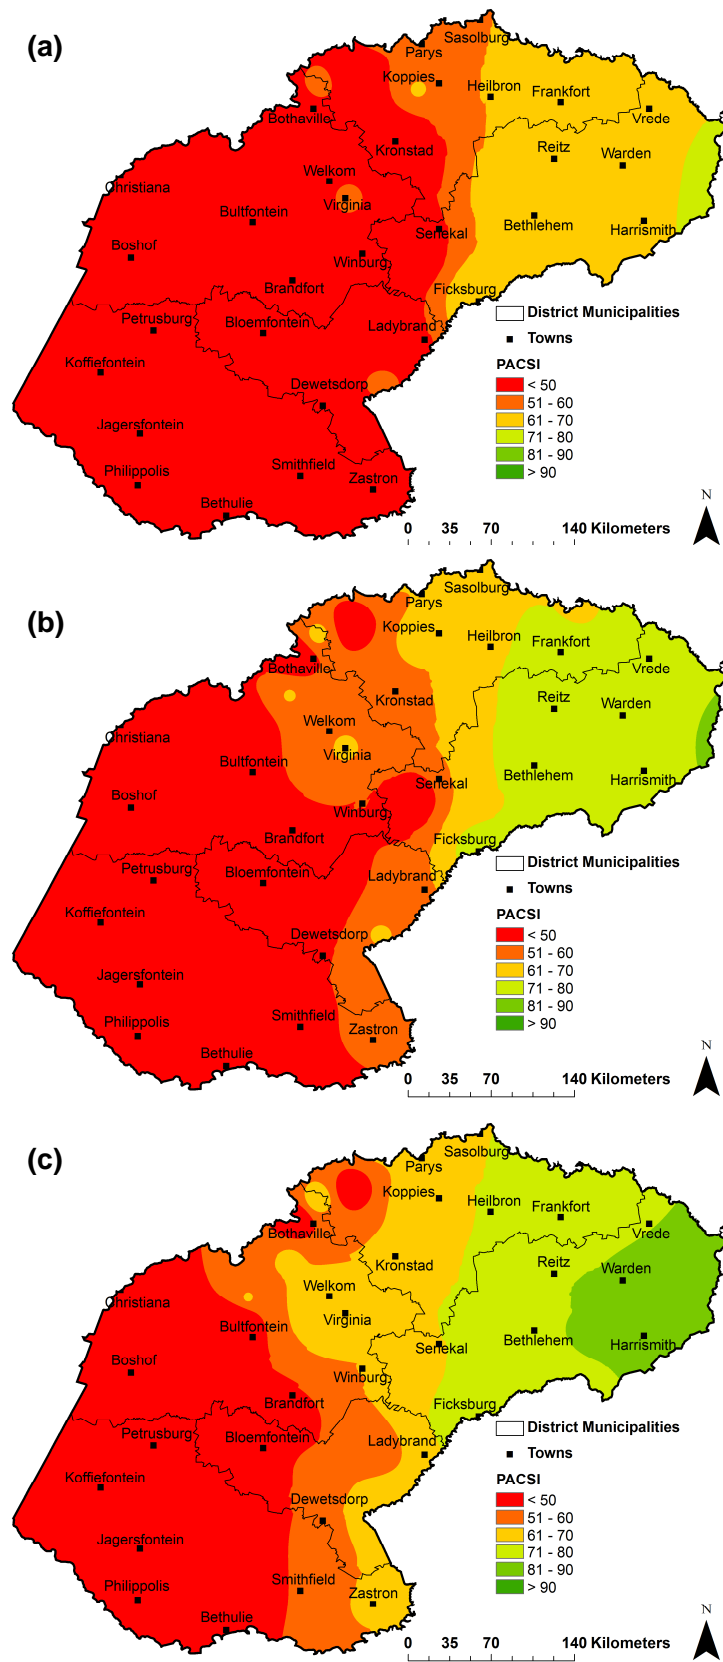 (a)
Sasolburg
Parys
Koppies
Heilbron
Frankfort
Bothaville
Vrede
Kronstad
Reitz
Warden
Welkom
Christiana
Virginia
Bultfontein
Bethlehem
Senekal
Harrismith
Boshof
Winburg
Brandfort
Ficksburg
District Municipalities
Petrusburg
Bloemfontein
Ladybrand
Towns
Koffiefontein
PACSI
Dewetsdorp
< 50
51 - 60
61 - 70
Jagersfontein
71 - 80
81 - 90
Philippolis
Smithfield
Zastron
> 90
Bethulie
N
0 35 70 140 Kilometers
(b)
Sasolburg
Parys
Koppies
Heilbron
Frankfort
Bothaville
Vrede
Kronstad
Reitz
Warden
Welkom
Christiana
Virginia
Bultfontein
Bethlehem
Senekal
Harrismith
Boshof
Winburg
Brandfort
Ficksburg
District Municipalities
Petrusburg
Bloemfontein
Ladybrand
Towns
Koffiefontein
PACSI
Dewetsdorp
< 50
51 - 60
61 - 70
Jagersfontein
71 - 80
81 - 90
Philippolis
Smithfield
Zastron
> 90
Bethulie
N
0 35 70 140 Kilometers
(c)
Sasolburg
Parys
Koppies
Heilbron
Frankfort
Bothaville
Vrede
Kronstad
Reitz
Warden
Welkom
Christiana
Virginia
Bultfontein
Bethlehem
Senekal
Harrismith
Boshof
Winburg
Brandfort
Ficksburg
District Municipalities
Petrusburg
Bloemfontein
Ladybrand
Towns
Koffiefontein
PACSI
Dewetsdorp
< 50
51 - 60
61 - 70
Jagersfontein
71 - 80
81 - 90
Philippolis
Smithfield
Zastron
> 90
Bethulie
N
0 35 70 140 Kilometers